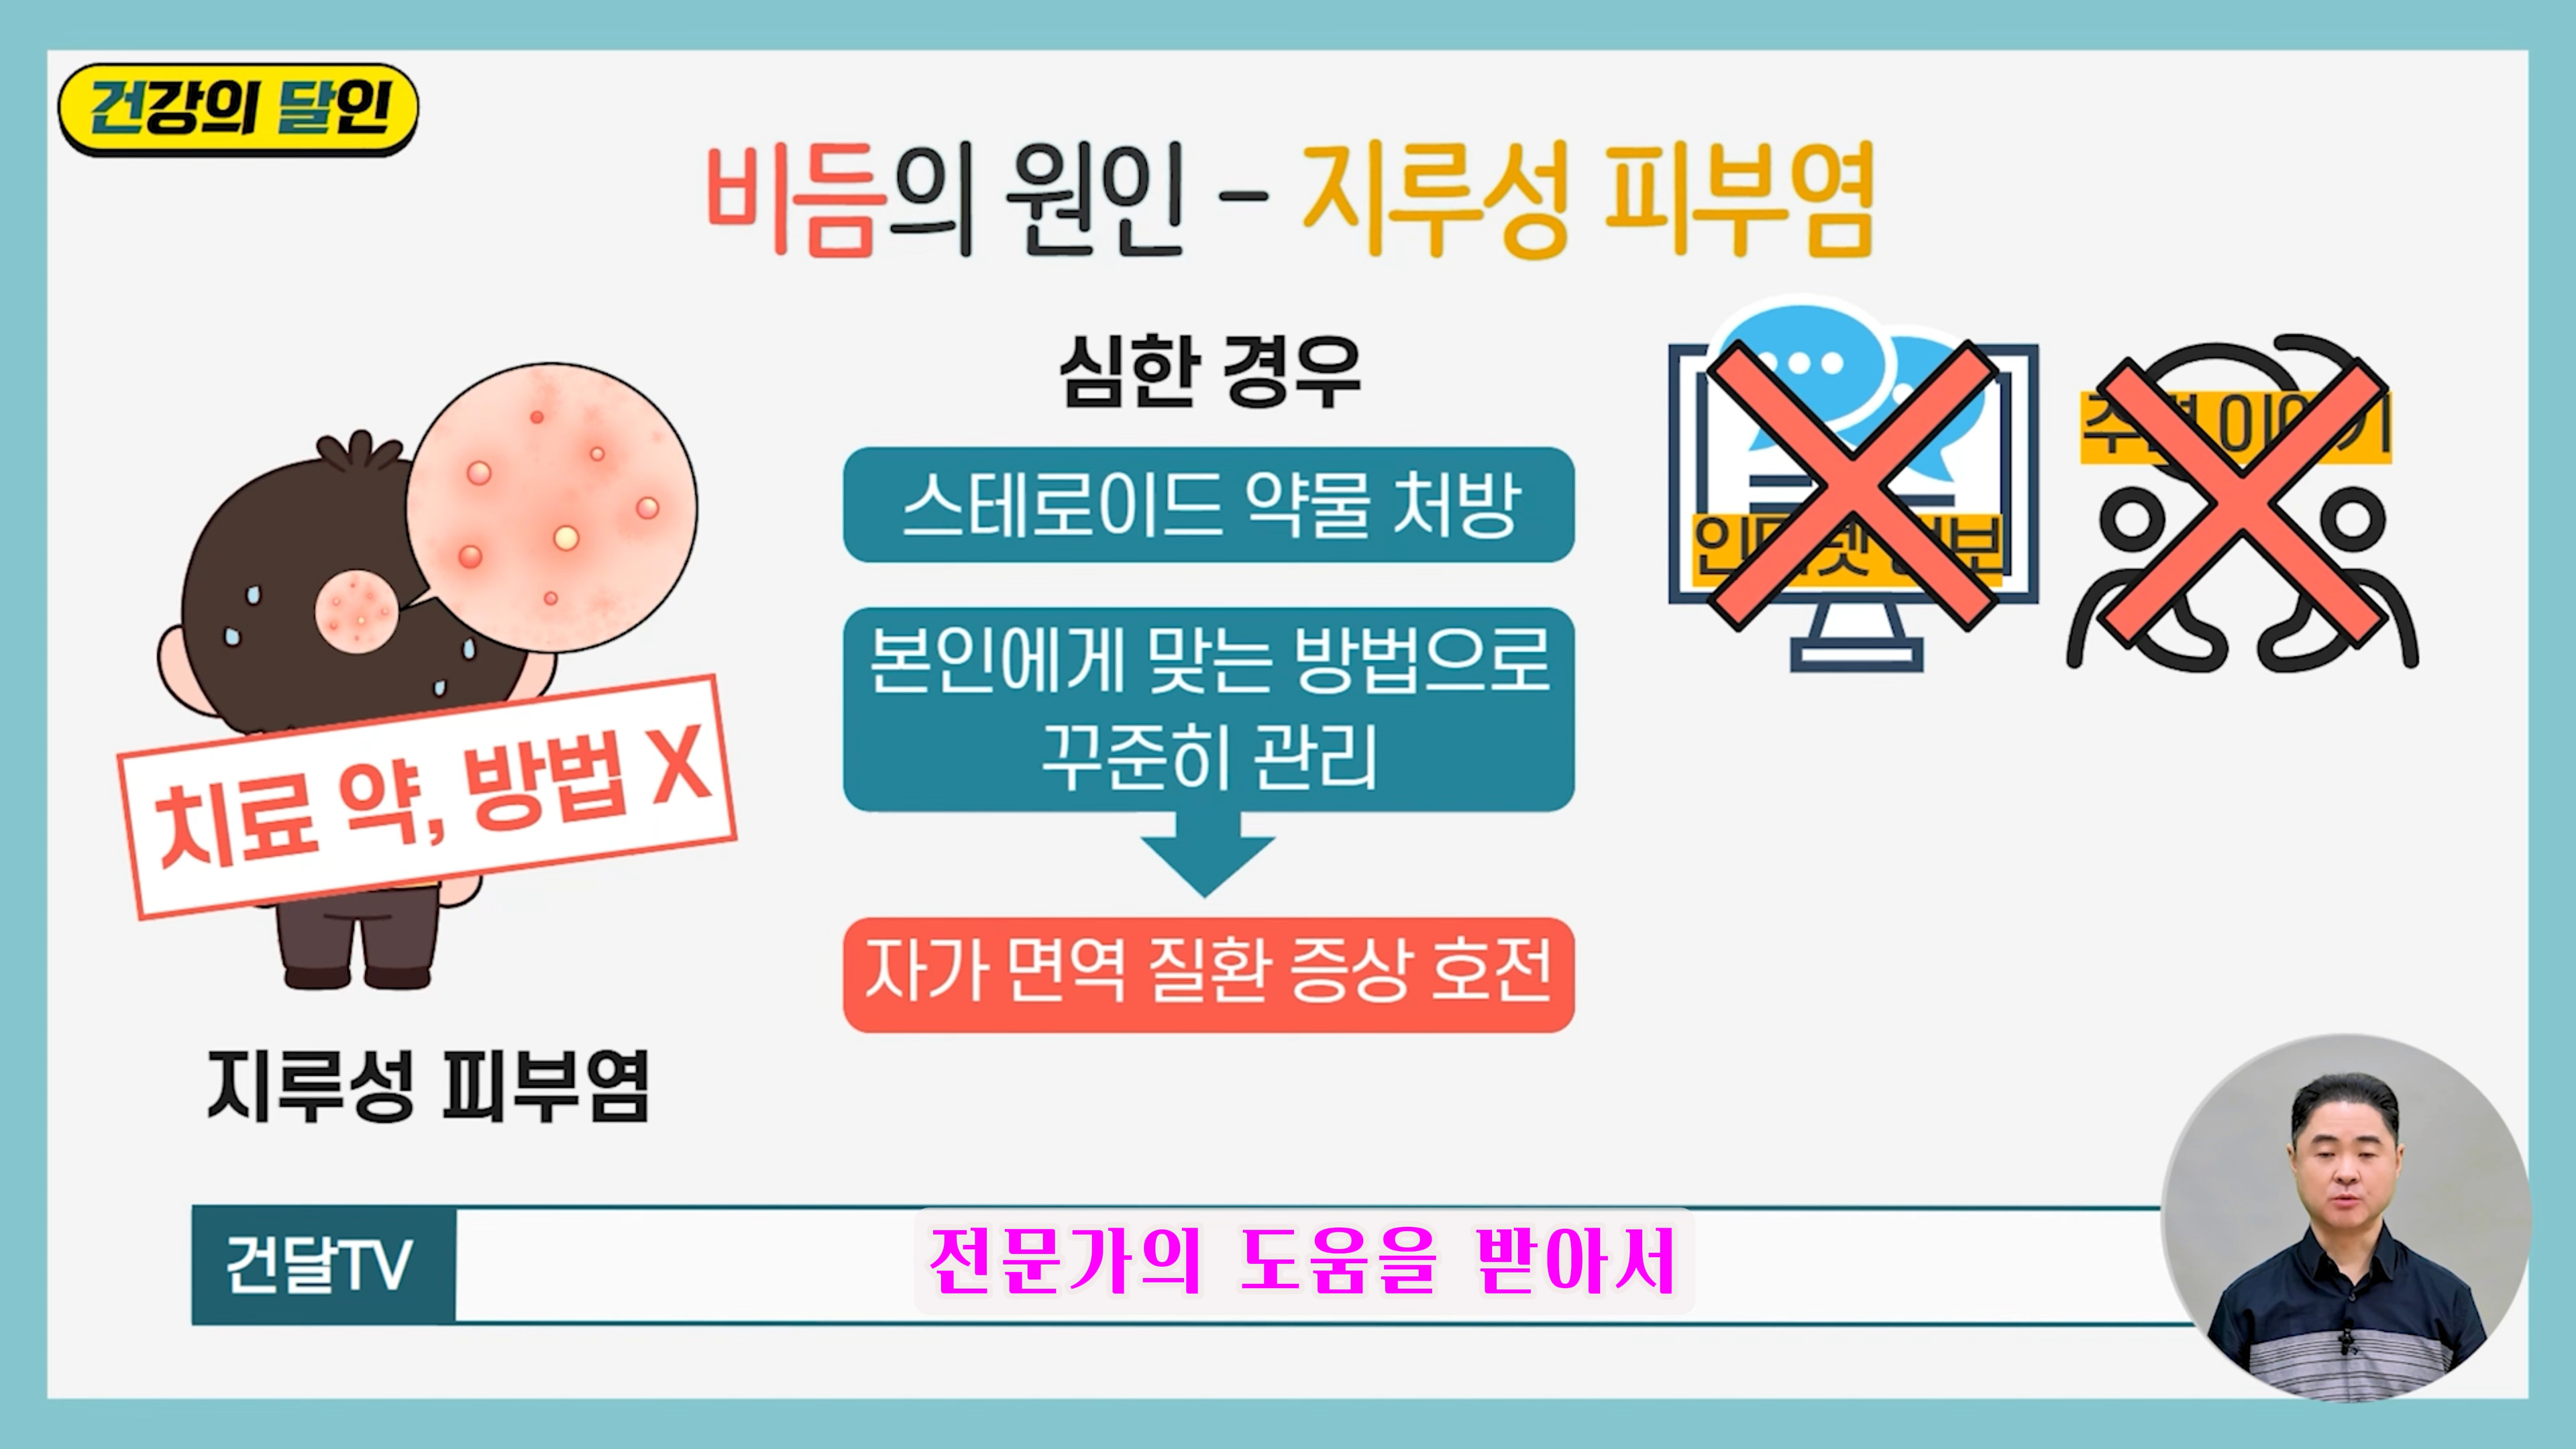 건강의 달인
비듬의 원인 - 지루성 피부염
심한 경우
스테로이드 약물 처방
본인에게 맞는 방법으로
꾸준히 관리
자가 면역 질환 증상 호전
치료 약, 방법 X
지루성 피부염
건달TV
전문가의 도움을 받아서